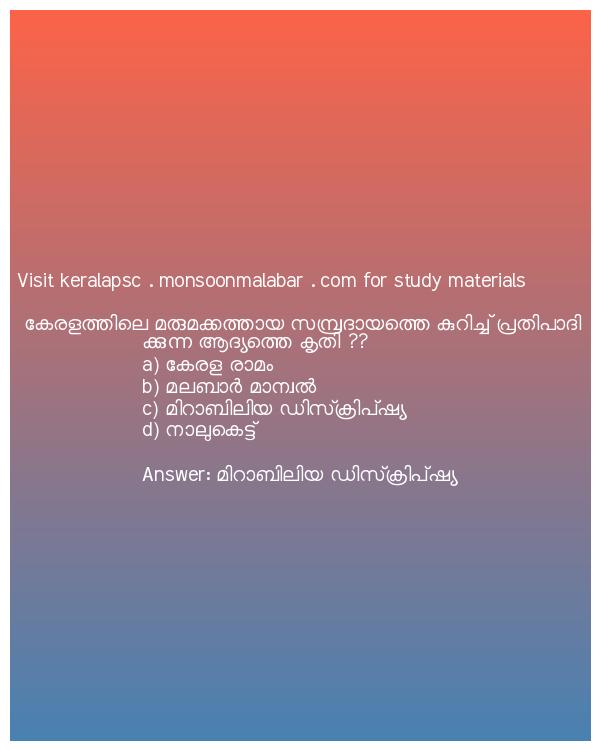 Visit keralapsc . monsoonmalabar . com for study materials
കേരളത്തിലെ മരുമക്കത്തായ സമ്പ്രദായത്തെ കുറിച്ച് പ്രതിപാദി
ക്കുന്ന ആദ്യത്തെ കൃതി ??
a) കേരള രാമം
b) മലബാർ മാന്വൽ
c) മിറാബിലിയ ഡിസ്ക്രിപ്ഷ്യ
d) നാലുകെട്ട്
Answer: മിറാബിലിയ ഡിസ്ക്രിപ്ഷ്യ